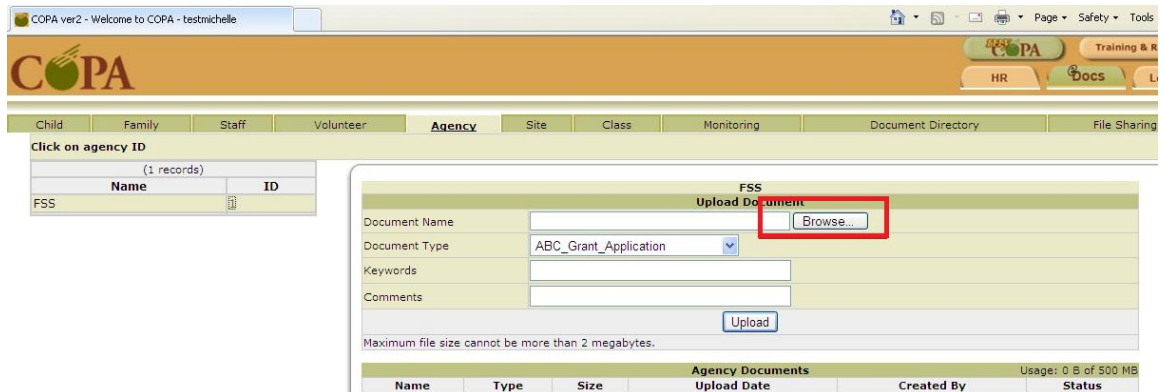 COPA ver2 - Welcome to COPA - testmichelle
Page Safety Tools
COPA
COPA Training & R
HR eDocs
Child Family Staff Volunteer Agency Site Class Monitoring Document Directory File Sharing
Click on agency ID
(1 records)
Name ID
FSS 1
FSS
Upload Document
Document Name Browse...
Document Type ABC_Grant_Application
Keywords
Comments
Upload
Maximum file size cannot be more than 2 megabytes.
Agency Documents Usage: 0 B of 500 MB
Name Type Size Upload Date Created By Status